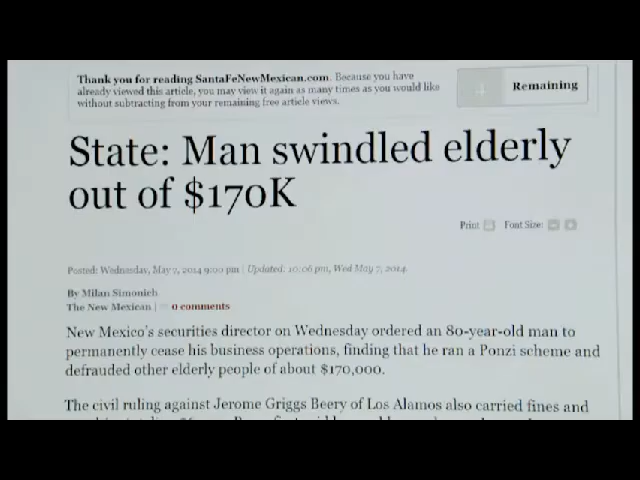 Thank you for reading SantaFeNewMexican.com. Because you have
already viewed this article, you may view it again as many times as you would like
without subtracting from your remaining free article views.
4 Remaining
State: Man swindled elderly
out of $170K
Print Font Size:
Posted: Wednesday, May 7, 2014 9:00 pm | Updated: 10:06 pm, Wed May 7, 2014.
By Milan Simonich
The New Mexican | 0 comments
New Mexico's securities director on Wednesday ordered an 80-year-old man to
permanently cease his business operations, finding that he ran a Ponzi scheme and
defrauded other elderly people of about $170,000.
The civil ruling against Jerome Griggs Beery of Los Alamos also carried fines and